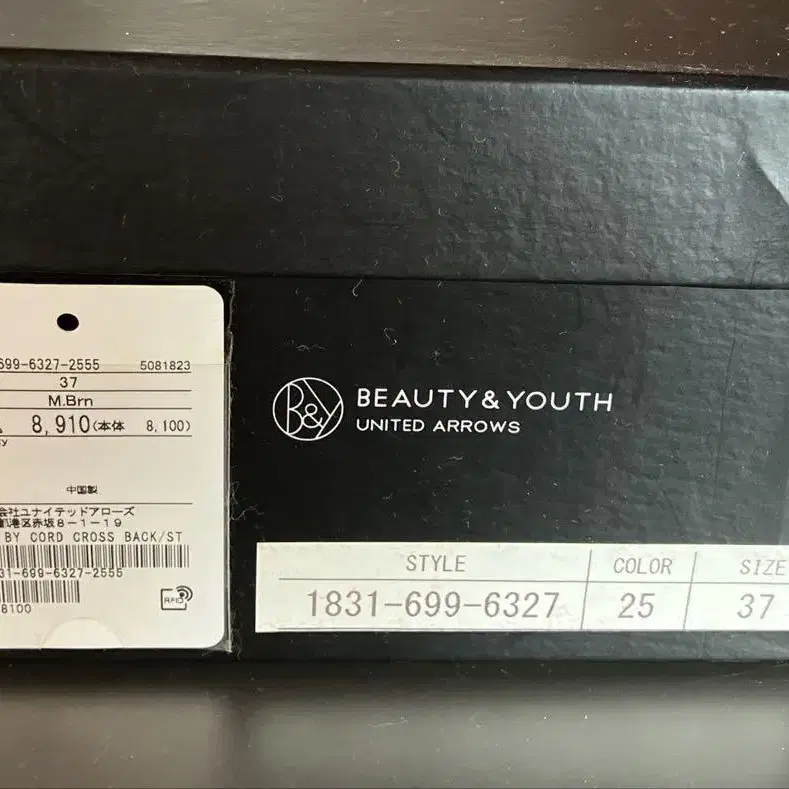 699-6327-2555 5081823
37
M.Brn
8,910(本体 8,100)
中国製
会社ユナイテッドアローズ
港区赤坂8-1-19
BY CORD CROSS BACK/ST
31-699-6327-2555
8100
RFID
B&Y
BEAUTY & YOUTH
UNITED ARROWS
STYLE COLOR SIZE
1831-699-6327 25 37